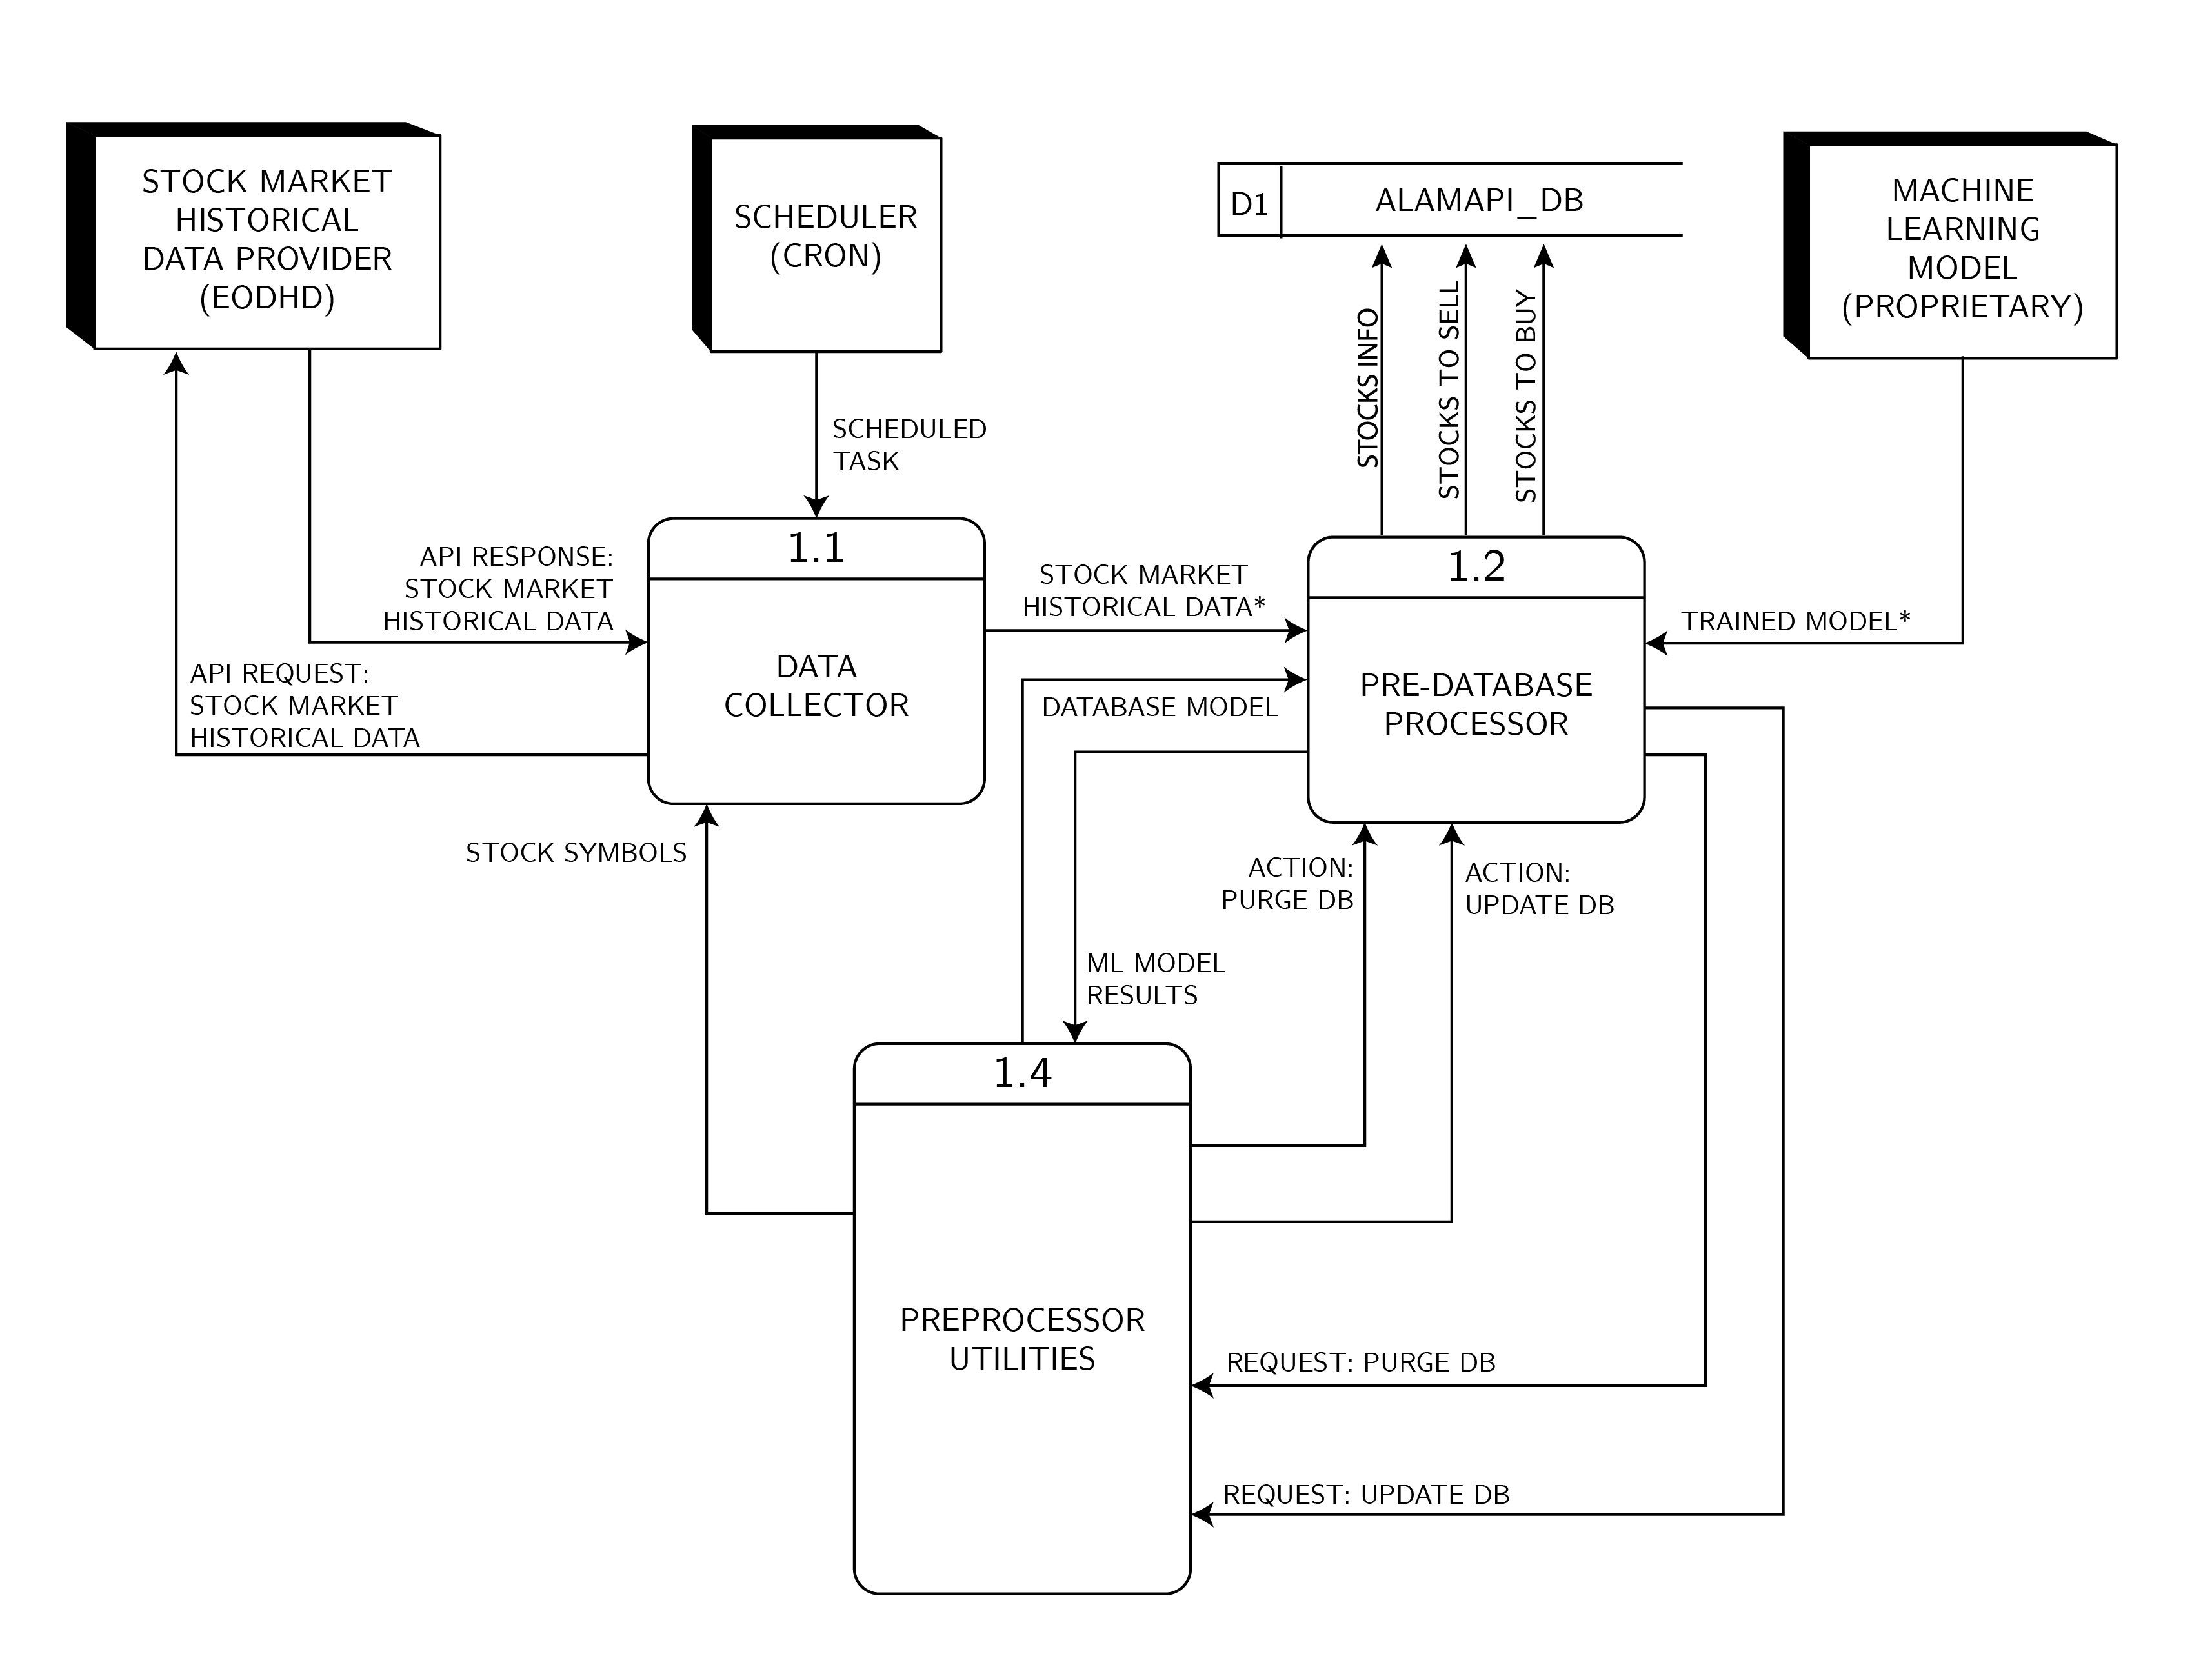 STOCK MARKET
HISTORICAL
DATA PROVIDER
(EODHD)
SCHEDULER
(CRON)
D1
ALAMAPI_DB
MACHINE
LEARNING
MODEL
(PROPRIETARY)
STOCKS INFO
STOCKS TO SELL
STOCKS TO BUY
SCHEDULED
TASK
API RESPONSE:
STOCK MARKET
HISTORICAL DATA
API REQUEST:
STOCK MARKET
HISTORICAL DATA
1.1
DATA
COLLECTOR
STOCK MARKET
HISTORICAL DATA*
DATABASE MODEL
1.2
PRE-DATABASE
PROCESSOR
TRAINED MODEL*
STOCK SYMBOLS
ACTION:
PURGE DB
ACTION:
UPDATE DB
ML MODEL
RESULTS
1.4
PREPROCESSOR
UTILITIES
REQUEST: PURGE DB
REQUEST: UPDATE DB